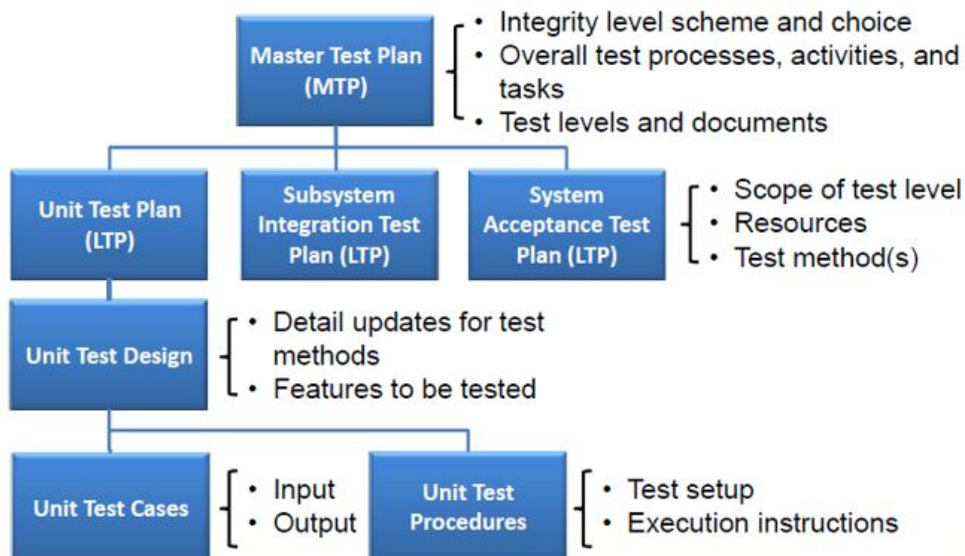 Master Test Plan
(MTP)
• Integrity level scheme and choice
• Overall test processes, activities, and
tasks
• Test levels and documents
Unit Test Plan
(LTP)
Subsystem
Integration Test
Plan (LTP)
System
Acceptance Test
Plan (LTP)
• Scope of test level
• Resources
• Test method(s)
Unit Test Design
• Detail updates for test
methods
• Features to be tested
Unit Test Cases
• Input
• Output
Unit Test
Procedures
• Test setup
• Execution instructions